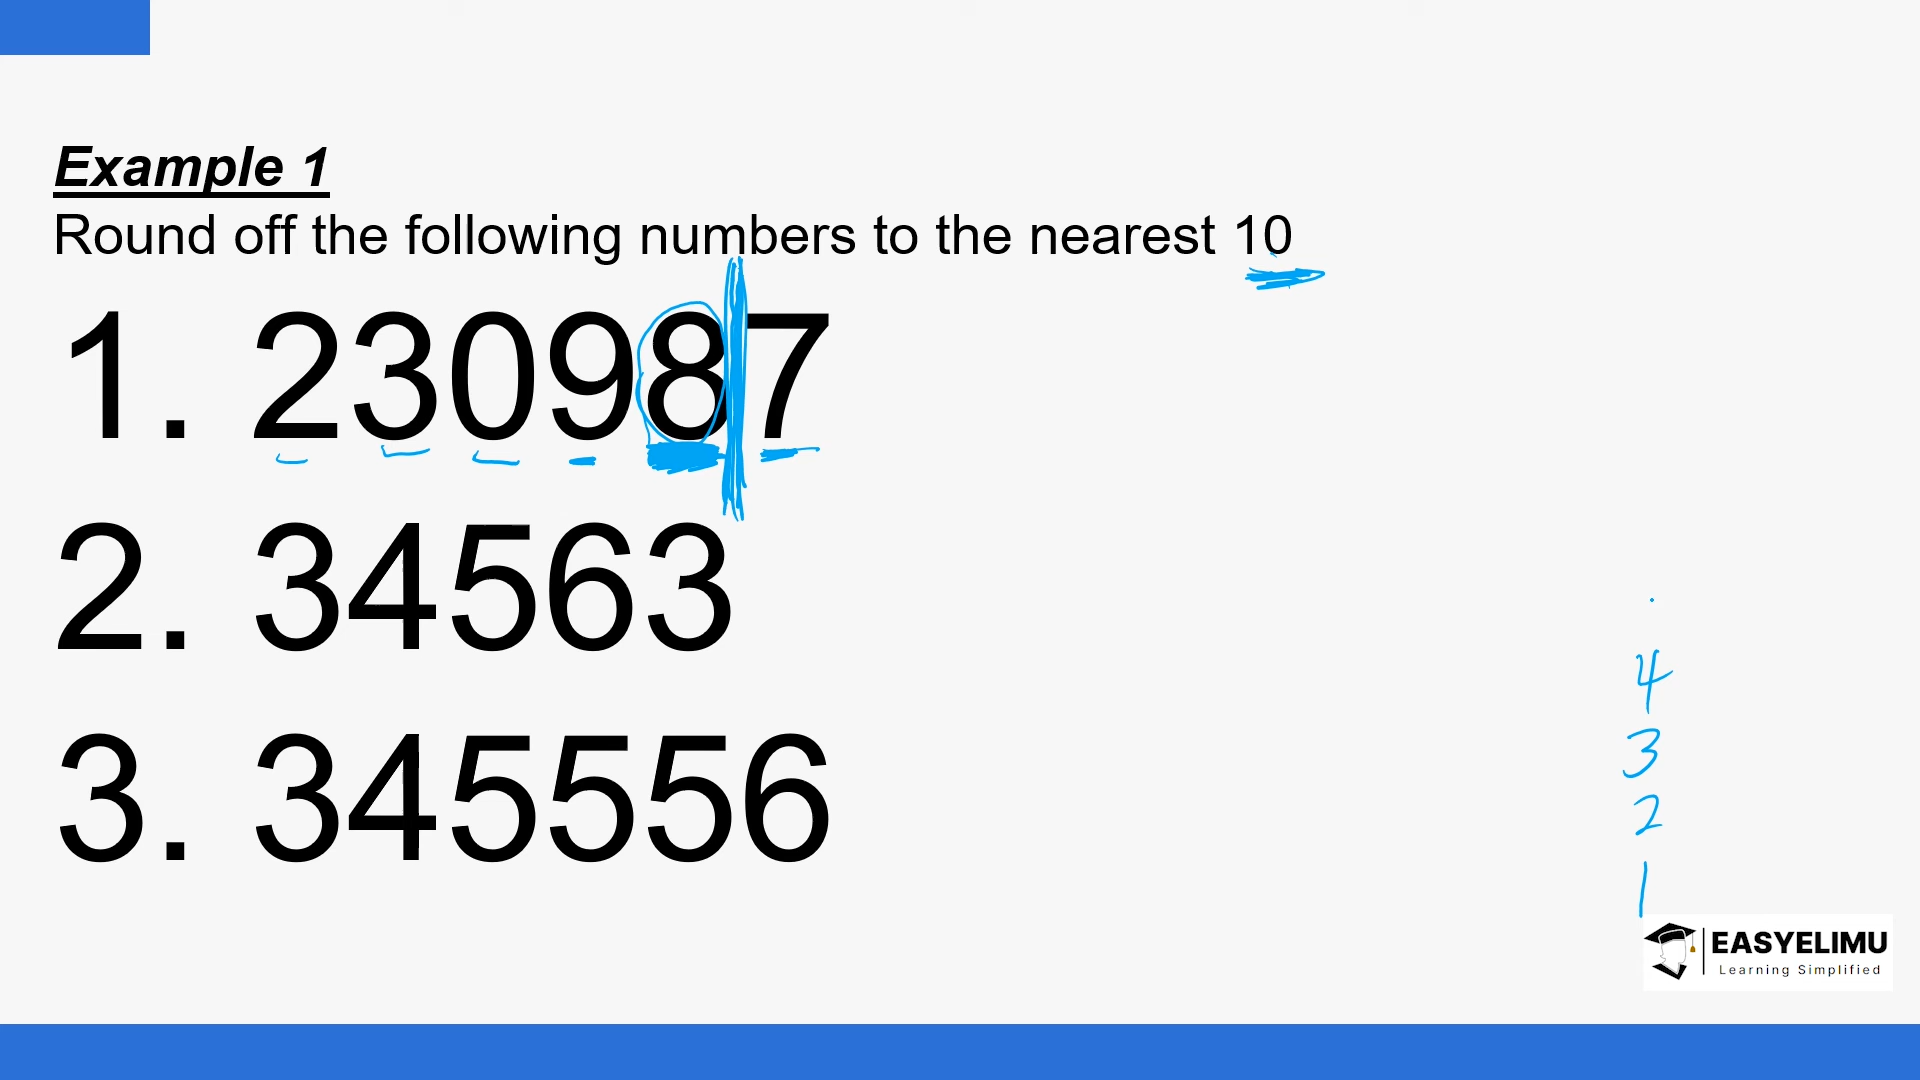 Example 1
Round off the following numbers to the nearest 10
1. 230987
2. 34563
3. 345556
4
3
2
1
EASYELIMU
Learning Simplified